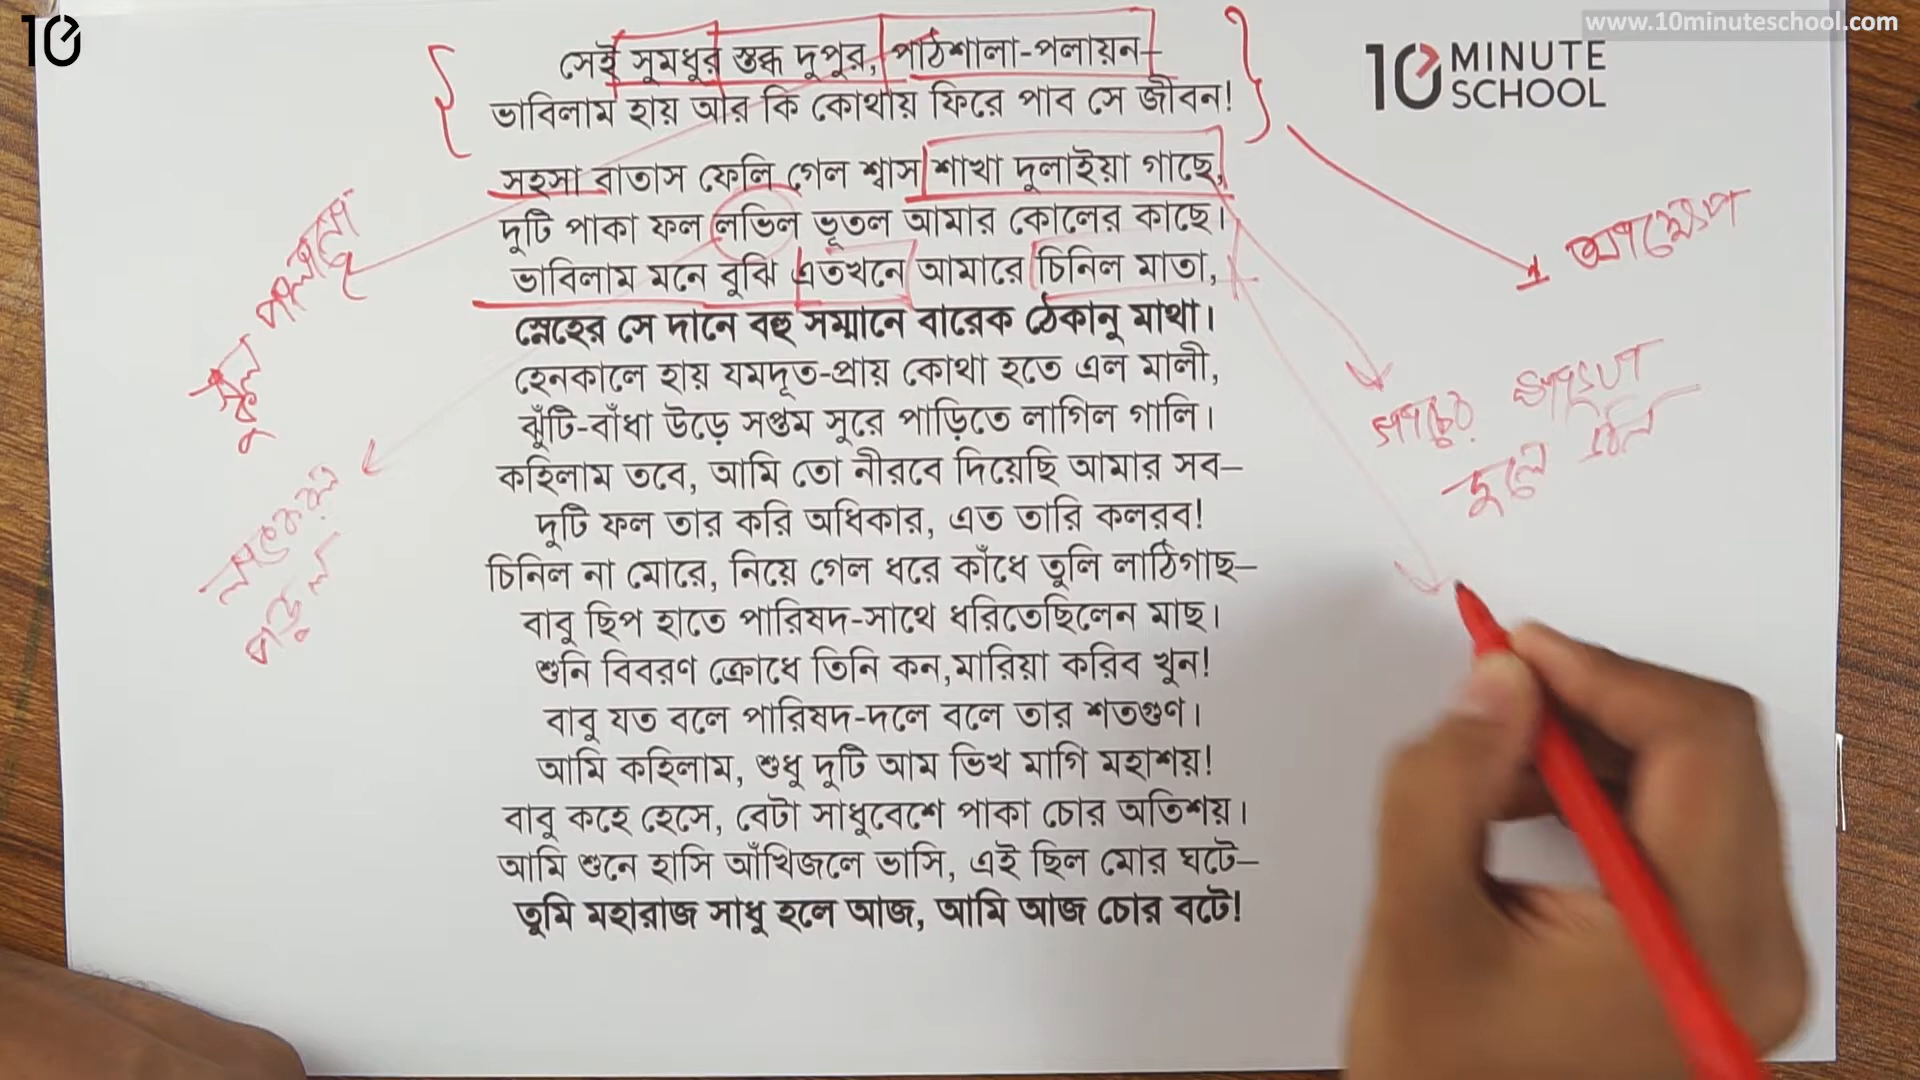 10
www.10minuteschool.com
10 MINUTE SCHOOL
সেই সুমধুর স্তব্ধ দুপুর, পাঠশালা-পলায়ন–
ভাবিলাম হায় আর কি কোথায় ফিরে পাব সে জীবন!
সহসা বাতাস ফেলি গেল শ্বাস শাখা দুলাইয়া গাছে,
দুটি পাকা ফল লভিল ভূতল আমার কোলের কাছে।
ভাবিলাম মনে বুঝি এতখনে আমারে চিনিল মাতা,
স্নেহের সে দানে বহু সম্মানে বারেক ঠেকানু মাথা।
হেনকালে হায় যমদূত-প্রায় কোথা হতে এল মালী,
ঝুঁটি-বাঁধা উড়ে সপ্তম সুরে পাড়িতে লাগিল গালি।
কহিলাম তবে, আমি তো নীরবে দিয়েছি আমার সব–
দুটি ফল তার করি অধিকার, এত তারি কলরব!
চিনিল না মোরে, নিয়ে গেল ধরে কাঁধে তুলি লাঠিগাছ–
বাবু ছিপ হাতে পারিষদ-সাথে ধরিতেছিলেন মাছ।
শুনি বিবরণ ক্রোধে তিনি কন,মারিয়া করিব খুন!
বাবু যত বলে পারিষদ-দলে বলে তার শতগুণ।
আমি কহিলাম, শুধু দুটি আম ভিখ মাগি মহাশয়!
বাবু কহে হেসে, বেটা সাধুবেশে পাকা চোর অতিশয়।
আমি শুনে হাসি আঁখিজলে ভাসি, এই ছিল মোর ঘটে–
তুমি মহারাজ সাধু হলে আজ, আমি আজ চোর বটে!
স্কুল পালানো
আক্ষেপ